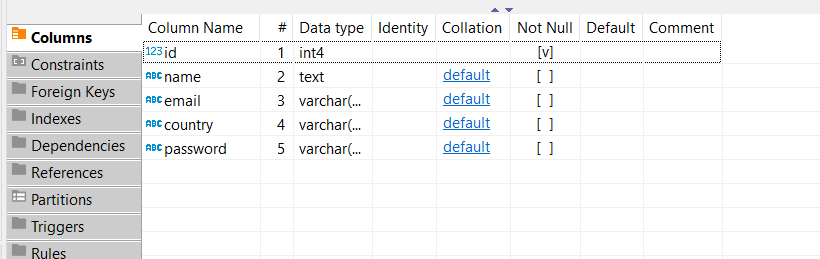 Columns
Constraints
Foreign Keys
Indexes
Dependencies
References
Partitions
Triggers
Rules
Column Name # Data type Identity Collation Not Null Default Comment
123 id 1 int4 [v]
ABC name 2 text default [ ]
ABC email 3 varchar(... default [ ]
ABC country 4 varchar(... default [ ]
ABC password 5 varchar(... default [ ]